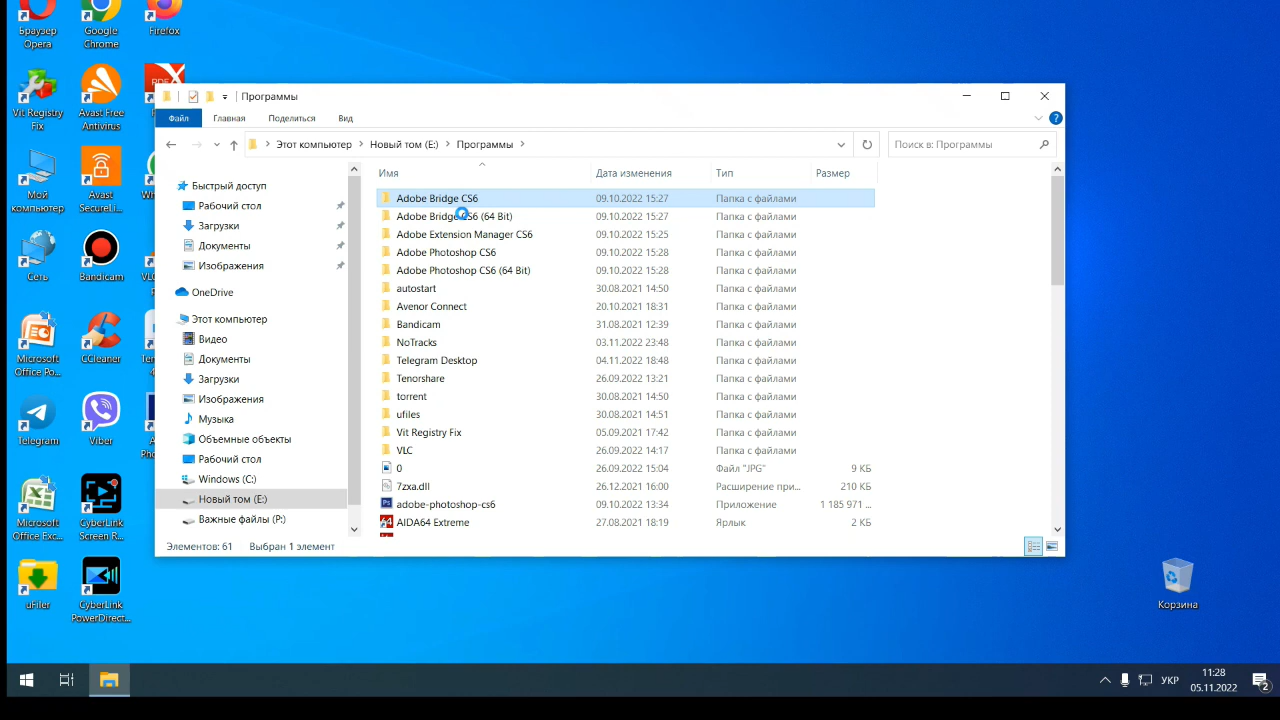 Браузер Opera
Google Chrome
Firefox
Vit Registry Fix
Avast Free Antivirus
Мой компьютер
Avast SecureLi...
Сеть
Bandicam
Microsoft Office Po...
CCleaner
Telegram
Viber
Microsoft Office Exc...
CyberLink Screen R...
uFiler
CyberLink PowerDirect...
Корзина
Программы
Файл
Главная
Поделиться
Вид
Этот компьютер
Новый том (E:)
Программы
Поиск в: Программы
Имя
Дата изменения
Тип
Размер
Быстрый доступ
Рабочий стол
Загрузки
Документы
Изображения
OneDrive
Этот компьютер
Видео
Документы
Загрузки
Изображения
Музыка
Объемные объекты
Рабочий стол
Windows (C:)
Новый том (E:)
Важные файлы (P:)
Adobe Bridge CS6 09.10.2022 15:27 Папка с файлами
Adobe Bridge CS6 (64 Bit) 09.10.2022 15:27 Папка с файлами
Adobe Extension Manager CS6 09.10.2022 15:25 Папка с файлами
Adobe Photoshop CS6 09.10.2022 15:28 Папка с файлами
Adobe Photoshop CS6 (64 Bit) 09.10.2022 15:28 Папка с файлами
autostart 30.08.2021 14:50 Папка с файлами
Avenor Connect 20.10.2021 18:31 Папка с файлами
Bandicam 31.08.2021 12:39 Папка с файлами
NoTracks 03.11.2022 23:48 Папка с файлами
Telegram Desktop 04.11.2022 18:48 Папка с файлами
Tenorshare 26.09.2022 13:21 Папка с файлами
torrent 30.08.2021 14:50 Папка с файлами
ufiles 30.08.2021 14:51 Папка с файлами
Vit Registry Fix 05.09.2021 17:42 Папка с файлами
VLC 26.09.2022 14:17 Папка с файлами
0 26.09.2022 15:04 Файл "JPG" 9 КБ
7zxa.dll 26.12.2021 16:00 Расширение при... 210 КБ
adobe-photoshop-cs6 09.10.2022 13:34 Приложение 1 185 971 ...
AIDA64 Extreme 27.08.2021 18:19 Ярлык 2 КБ
Элементов: 61
Выбран 1 элемент
УКР
11:28
05.11.2022
2